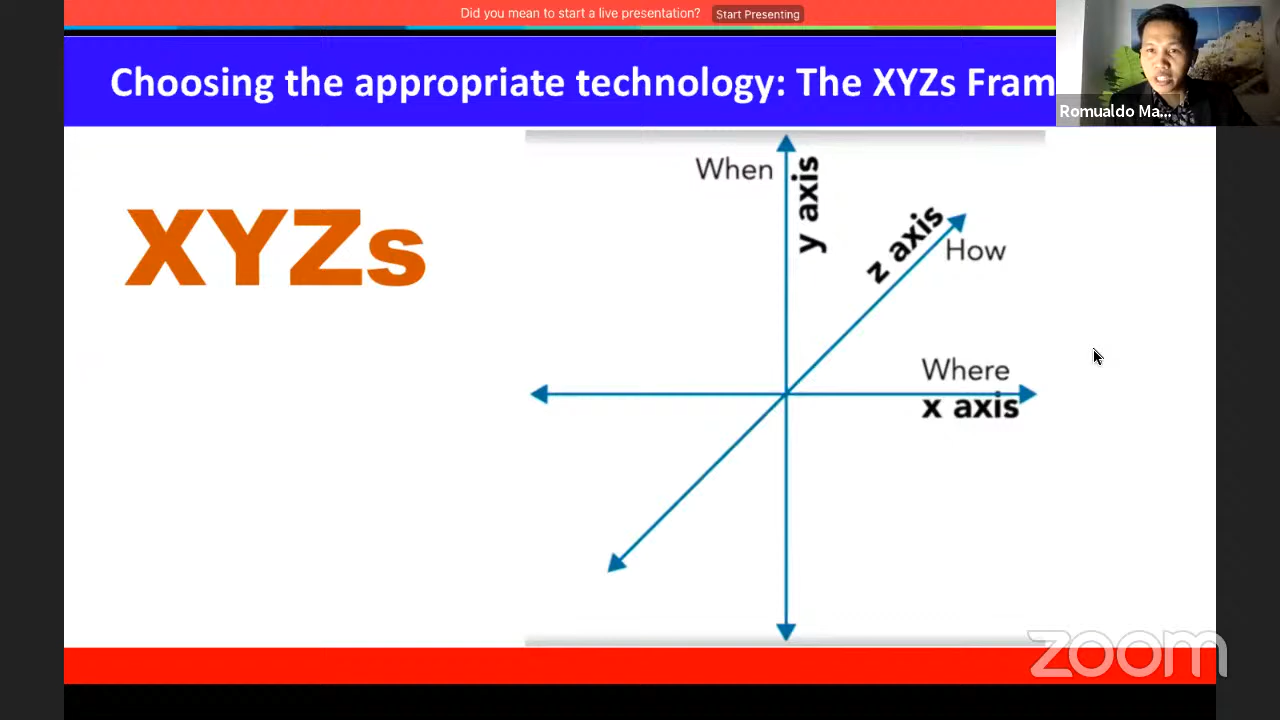 Did you mean to start a live presentation? Start Presenting
Choosing the appropriate technology: The XYZs Fram
Romualdo Ma...
When
y axis
XYZs
z axis
How
Where
x axis
zoom